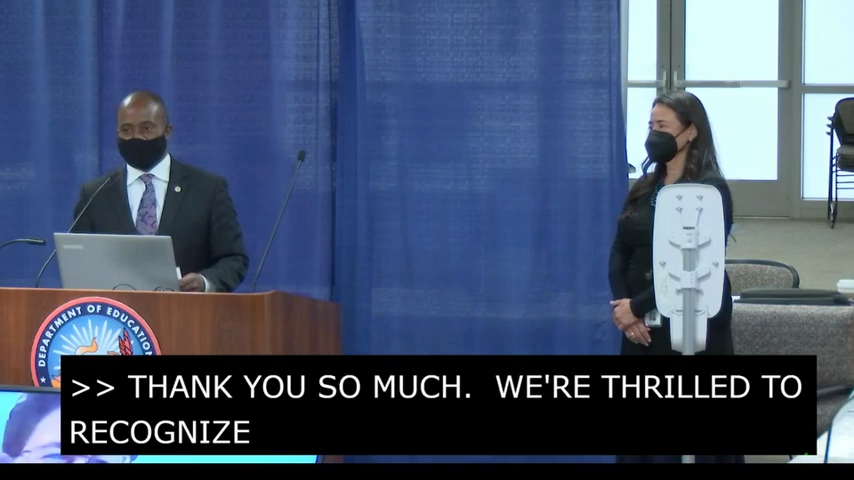 DEPARTMENT OF EDUCATION
>> THANK YOU SO MUCH. WE'RE THRILLED TO
RECOGNIZE